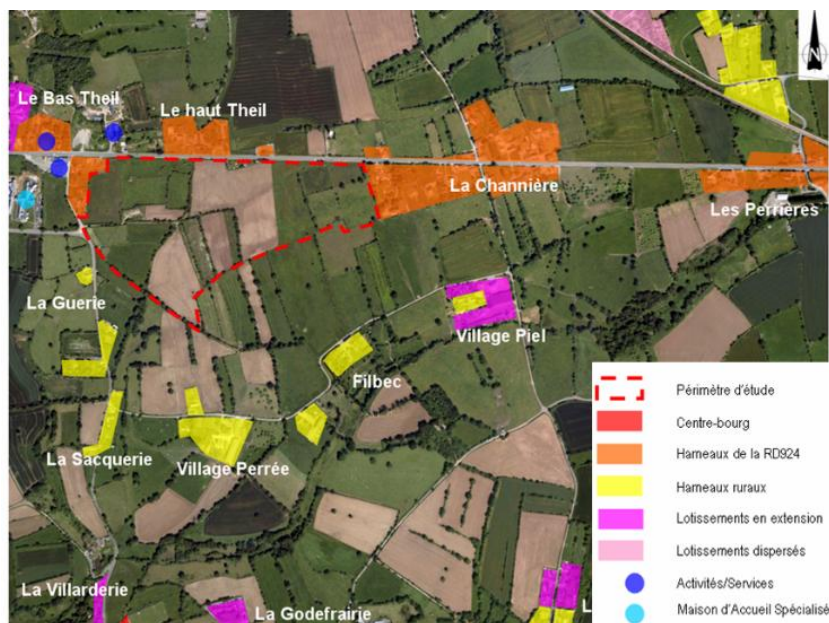 Le Bas Theil
Le haut Theil
La Channière
Les Perrières
La Guerie
Village Piel
Filbec
La Sacquerie
Village Perrée
La Villarderie
La Godefrairie
L
N
Périmètre d'étude
Centre-bourg
Hameaux de la RD924
Hameaux ruraux
Lotissements en extension
Lotissements dispersés
Activités/Services
Maison d'Accueil Spécialisé